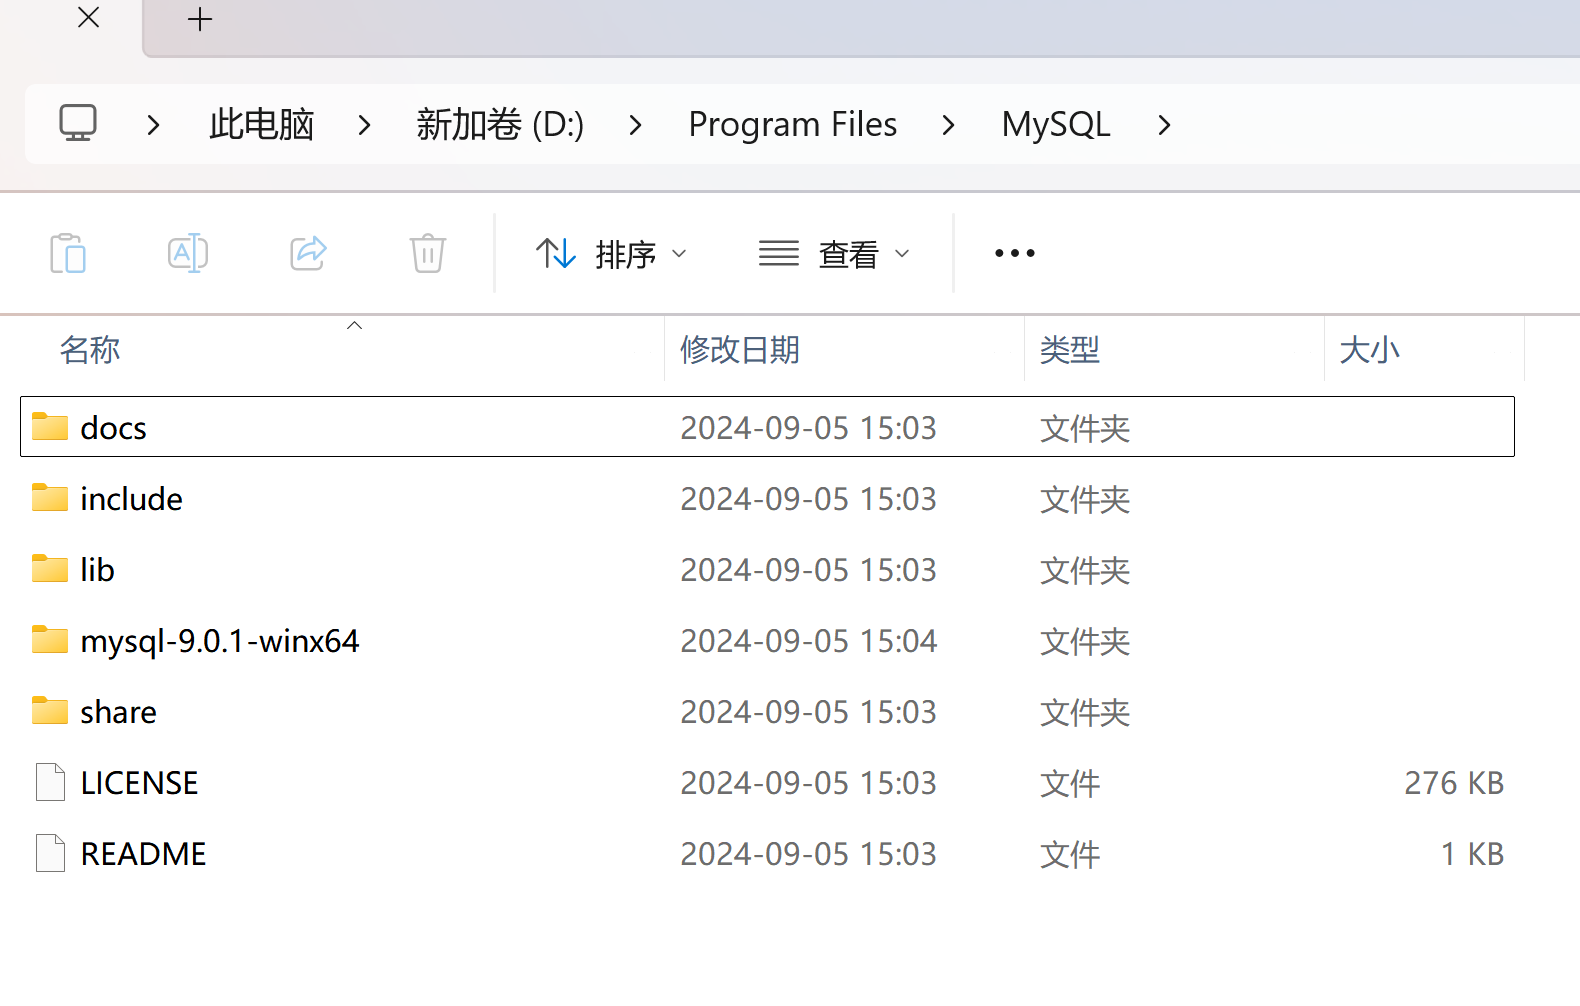 此电脑 新加卷 (D:) Program Files MySQL
排序 查看
名称 修改日期 类型 大小
docs 2024-09-05 15:03 文件夹
include 2024-09-05 15:03 文件夹
lib 2024-09-05 15:03 文件夹
mysql-9.0.1-winx64 2024-09-05 15:04 文件夹
share 2024-09-05 15:03 文件夹
LICENSE 2024-09-05 15:03 文件 276 KB
README 2024-09-05 15:03 文件 1 KB